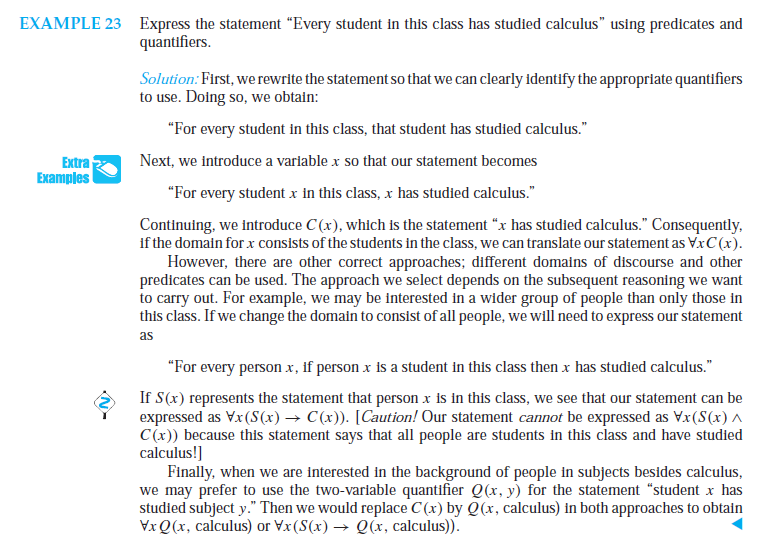 EXAMPLE 23 Express the statement “Every student in this class has studied calculus” using predicates and
quantifiers.
Solution: First, we rewrite the statement so that we can clearly identify the appropriate quantifiers
to use. Doing so, we obtain:
“For every student in this class, that student has studied calculus.”
Extra
Examples
Next, we introduce a variable x so that our statement becomes
“For every student x in this class, x has studied calculus.”
Continuing, we introduce C(x), which is the statement “x has studied calculus.” Consequently,
if the domain for x consists of the students in the class, we can translate our statement as ∀xC(x).
However, there are other correct approaches; different domains of discourse and other
predicates can be used. The approach we select depends on the subsequent reasoning we want
to carry out. For example, we may be interested in a wider group of people than only those in
this class. If we change the domain to consist of all people, we will need to express our statement
as
“For every person x, if person x is a student in this class then x has studied calculus.”
If S(x) represents the statement that person x is in this class, we see that our statement can be
expressed as ∀x(S(x) → C(x)). [Caution! Our statement cannot be expressed as ∀x(S(x) ∧
C(x)) because this statement says that all people are students in this class and have studied
calculus!]
Finally, when we are interested in the background of people in subjects besides calculus,
we may prefer to use the two-variable quantifier Q(x, y) for the statement “student x has
studied subject y.” Then we would replace C(x) by Q(x, calculus) in both approaches to obtain
∀xQ(x, calculus) or ∀x(S(x) → Q(x, calculus)).